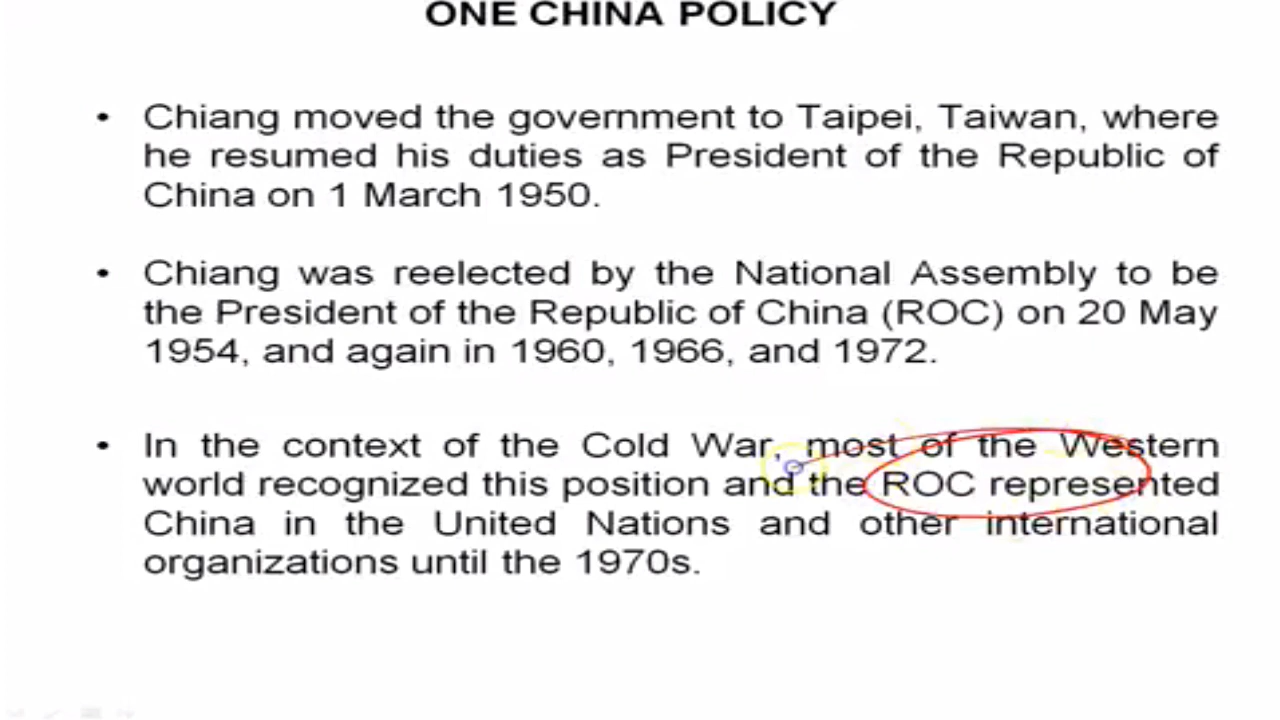 ONE CHINA POLICY
• Chiang moved the government to Taipei, Taiwan, where
he resumed his duties as President of the Republic of
China on 1 March 1950.
• Chiang was reelected by the National Assembly to be
the President of the Republic of China (ROC) on 20 May
1954, and again in 1960, 1966, and 1972.
• In the context of the Cold War, most of the Western
world recognized this position and the ROC represented
China in the United Nations and other international
organizations until the 1970s.